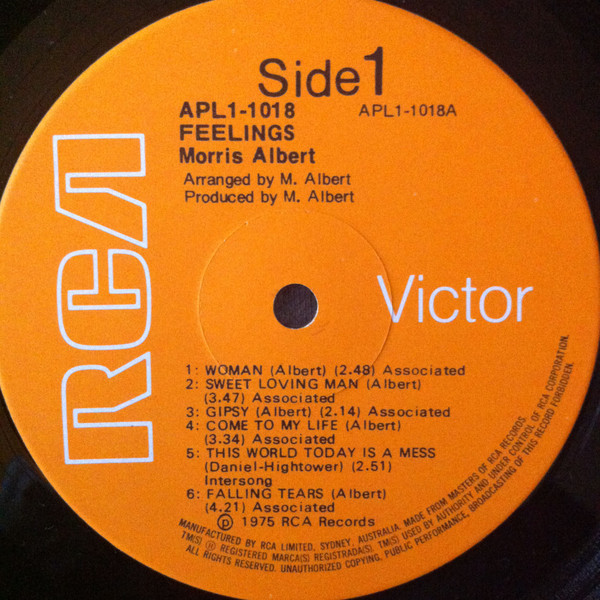 Side 1
APL1-1018 APL1-1018A
FEELINGS
Morris Albert
Arranged by M. Albert
Produced by M. Albert
RCA
Victor
1: WOMAN (Albert) (2.48) Associated
2: SWEET LOVING MAN (Albert)
(3.47) Associated
3: GIPSY (Albert) (2.14) Associated
4: COME TO MY LIFE (Albert)
(3.34) Associated
5: THIS WORLD TODAY IS A MESS
(Daniel-Hightower) (2.51)
Intersong
6: FALLING TEARS (Albert)
(4.21) Associated
℗ 1975 RCA Records
MANUFACTURED BY RCA LIMITED, SYDNEY, AUSTRALIA. MADE FROM MASTERS OF RCA RECORDS.
TM(S) ® REGISTERED MARCA(S) REGISTRADA(S). TM(S) USED BY AUTHORITY AND UNDER CONTROL OF RCA CORPORATION.
ALL RIGHTS RESERVED. UNAUTHORIZED COPYING, PUBLIC PERFORMANCE, BROADCASTING OF THIS RECORD FORBIDDEN.